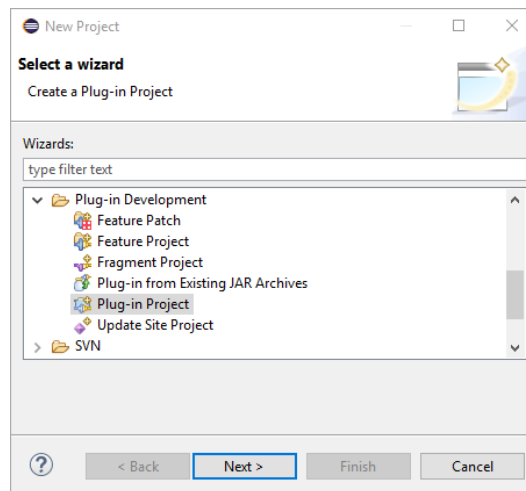 New Project
Select a wizard
Create a Plug-in Project
Wizards:
type filter text
Plug-in Development
Feature Patch
Feature Project
Fragment Project
Plug-in from Existing JAR Archives
Plug-in Project
Update Site Project
SVN
? < Back Next > Finish Cancel